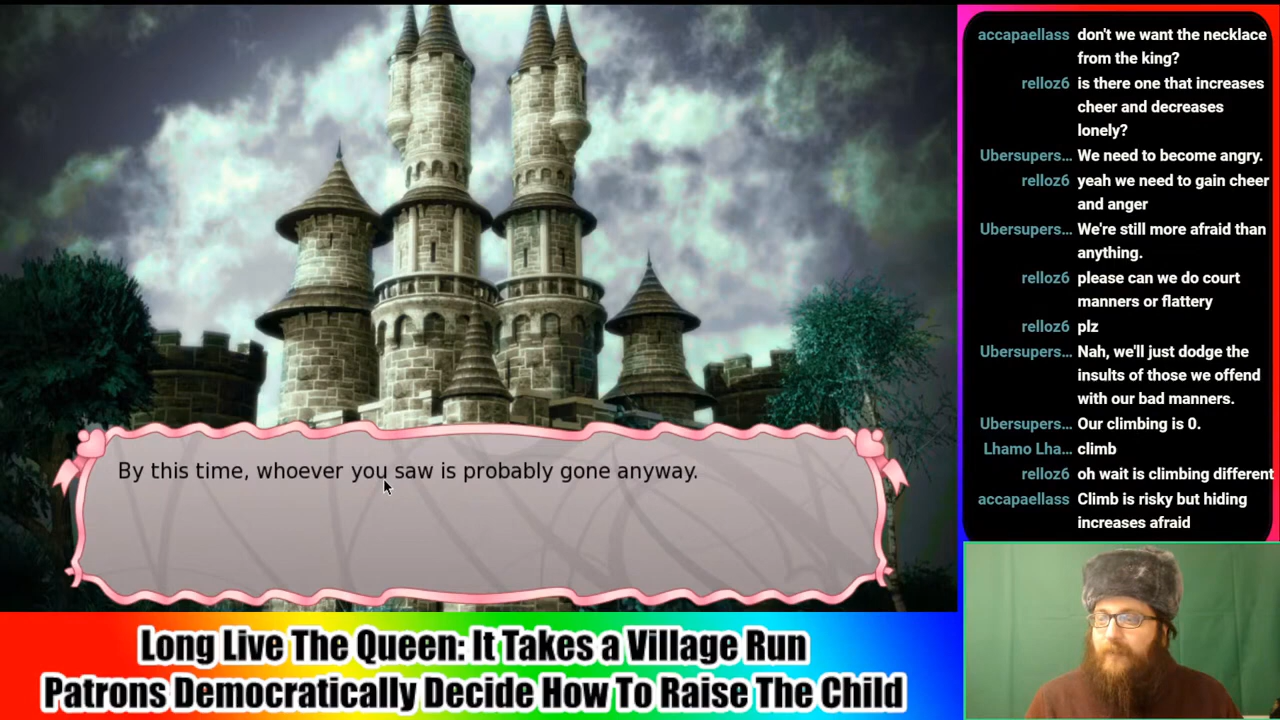 By this time, whoever you saw is probably gone anyway.
Long Live The Queen: It Takes a Village Run
Patrons Democratically Decide How To Raise The Child
accapaellass don't we want the necklace
from the king?
relloz6 is there one that increases
cheer and decreases
lonely?
Ubersupers... We need to become angry.
relloz6 yeah we need to gain cheer
and anger
Ubersupers... We're still more afraid than
anything.
relloz6 please can we do court
manners or flattery
relloz6 plz
Ubersupers... Nah, we'll just dodge the
insults of those we offend
with our bad manners.
Ubersupers... Our climbing is 0.
Lhamo Lha... climb
relloz6 oh wait is climbing different
accapaellass Climb is risky but hiding
increases afraid